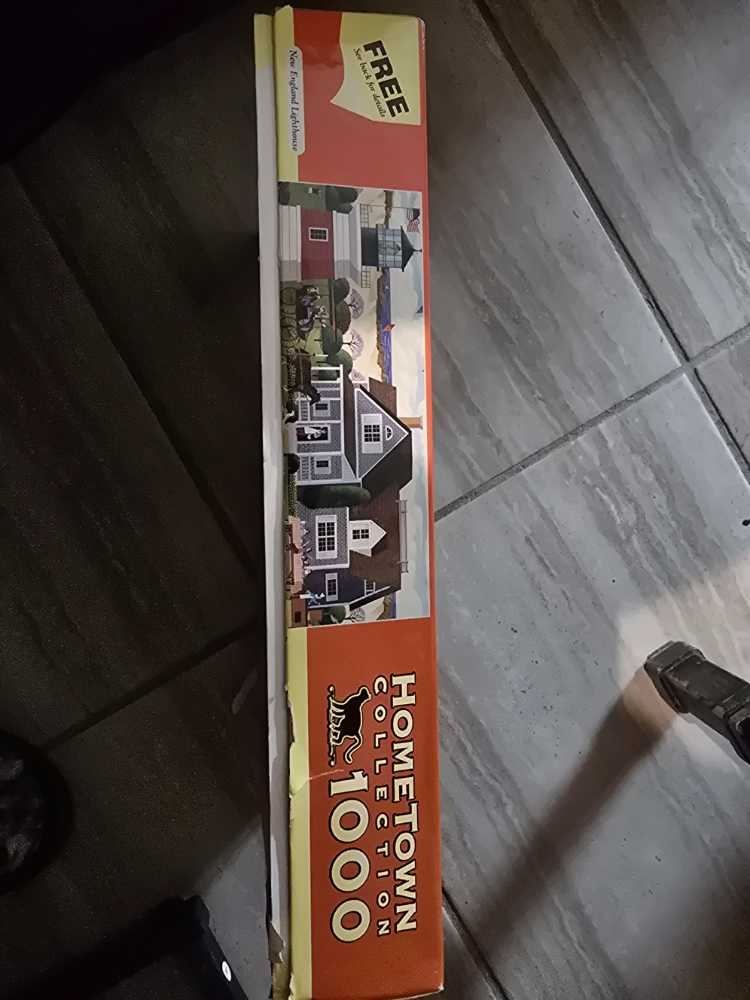 FREE
See back for details
New England Lighthouse
HOMETOWN
COLLECTION
1000